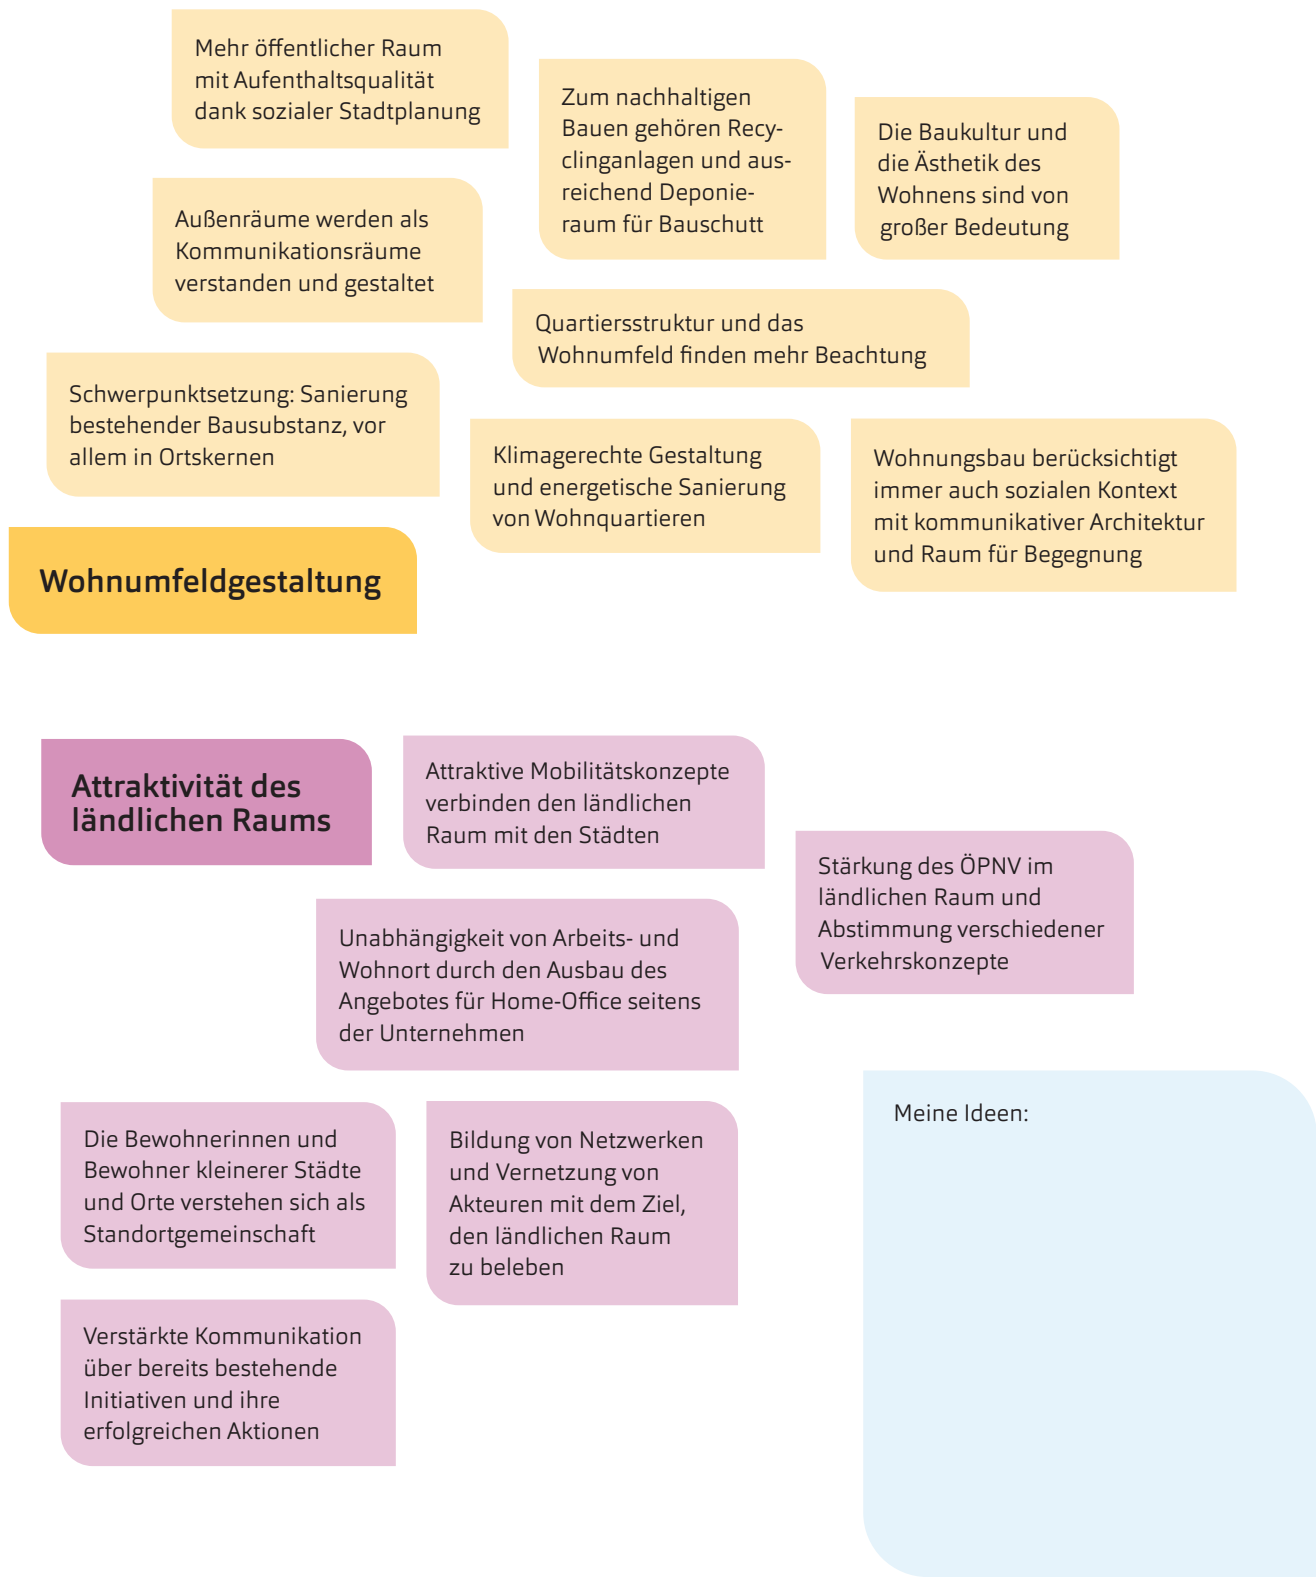 Mehr öffentlicher Raum
mit Aufenthaltsqualität
dank sozialer Stadtplanung
Zum nachhaltigen
Bauen gehören Recy-
clinganlagen und aus-
reichend Deponie-
raum für Bauschutt
Die Baukultur und
die Ästhetik des
Wohnens sind von
großer Bedeutung
Außenräume werden als
Kommunikationsräume
verstanden und gestaltet
Quartiersstruktur und das
Wohnumfeld finden mehr Beachtung
Schwerpunktsetzung: Sanierung
bestehender Bausubstanz, vor
allem in Ortskernen
Klimagerechte Gestaltung
und energetische Sanierung
von Wohnquartieren
Wohnungsbau berücksichtigt
immer auch sozialen Kontext
mit kommunikativer Architektur
und Raum für Begegnung
Wohnumfeldgestaltung
Attraktivität des
ländlichen Raums
Attraktive Mobilitätskonzepte
verbinden den ländlichen
Raum mit den Städten
Stärkung des ÖPNV im
ländlichen Raum und
Abstimmung verschiedener
Verkehrskonzepte
Unabhängigkeit von Arbeits- und
Wohnort durch den Ausbau des
Angebotes für Home-Office seitens
der Unternehmen
Meine Ideen:
Die Bewohnerinnen und
Bewohner kleinerer Städte
und Orte verstehen sich als
Standortgemeinschaft
Bildung von Netzwerken
und Vernetzung von
Akteuren mit dem Ziel,
den ländlichen Raum
zu beleben
Verstärkte Kommunikation
über bereits bestehende
Initiativen und ihre
erfolgreichen Aktionen